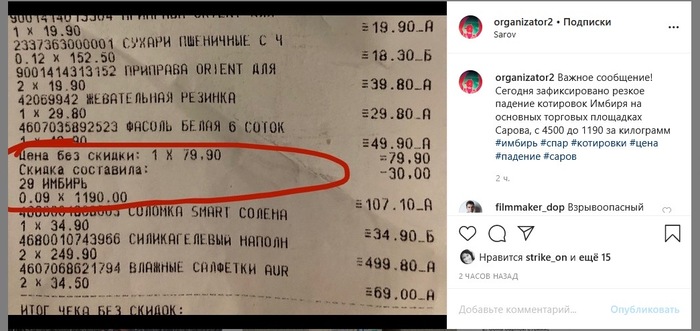 9001414013170 ПРИПРАВА ORIENT КИН
1 X 19.90 ≡19.90_А
2337363000001 СУХАРИ ПШЕНИЧНЫЕ С Ч
0.12 X 152.50 ≡18.30_Б
9001414313152 ПРИПРАВА ORIENT ДЛЯ
2 X 19.90 ≡39.80_А
42069942 ЖЕВАТЕЛЬНАЯ РЕЗИНКА
1 X 29.80 ≡29.80_А
4607035892523 ФАСОЛЬ БЕЛАЯ 6 СОТОК
≡49.90_А
Цена без скидки: 1 X 79.90 =79,90
Скидка составила: -30,00
29 ИМБИРЬ
0.09 X 1190.00 ≡107.10_А
СОЛОМКА SMART СОЛЕНА
1 X 34.90 ≡34.90_Б
4680010743966 СИЛИКАГЕЛЕВЫЙ НАПОЛН
2 X 249.90 ≡499.80_А
4607068621794 ВЛАЖНЫЕ САЛФЕТКИ AUR
2 X 34.50 ≡69.00_А
ИТОГ ЧЕКА БЕЗ СКИДОК:
organizator2 • Подписки
Sarov
organizator2 Важное сообщение!
Сегодня зафиксировано резкое
падение котировок Имбиря на
основных торговых площадках
Сарова, с 4500 до 1190 за килограмм
#имбирь #спар #котировки #цена
#падение #саров
2 ч.
filmmaker_dop Взрывоопасный
Нравится strike_on и ещё 15
2 ЧАСОВ НАЗАД
Добавьте комментарий...
Опубликовать